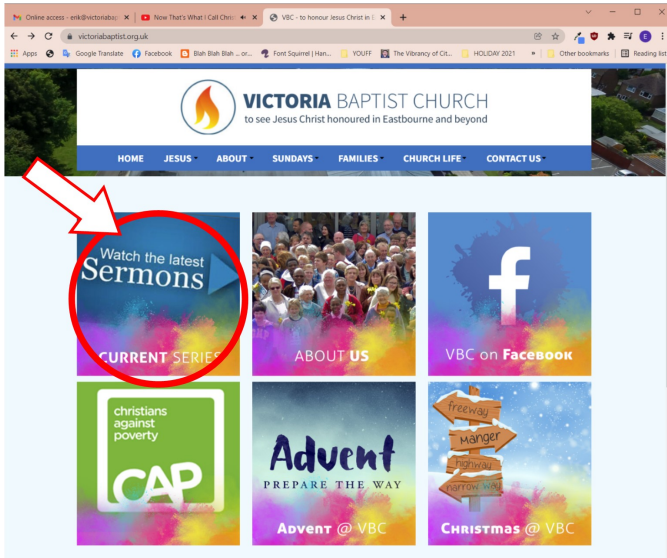 Online access - erik@victoriabap
Now That's What I Call Chris
VBC - to honour Jesus Christ in E
victoriabaptist.org.uk
E
Apps
Google Translate
Facebook
Blah Blah Blah ... or...
Font Squirrel | Han...
YOUFF
The Vibrancy of Cit...
HOLIDAY 2021
»
Other bookmarks
Reading list
VICTORIA BAPTIST CHURCH
to see Jesus Christ honoured in Eastbourne and beyond
HOME JESUS ABOUT SUNDAYS FAMILIES CHURCH LIFE CONTACT US
Watch the latest
Sermons
CURRENT SERIES
ABOUT US
f
VBC on Facebook
christians
against
poverty
CAP
Advent
PREPARE THE WAY
Advent @ VBC
freeway
Manger
highway
narrow way
Christmas @ VBC